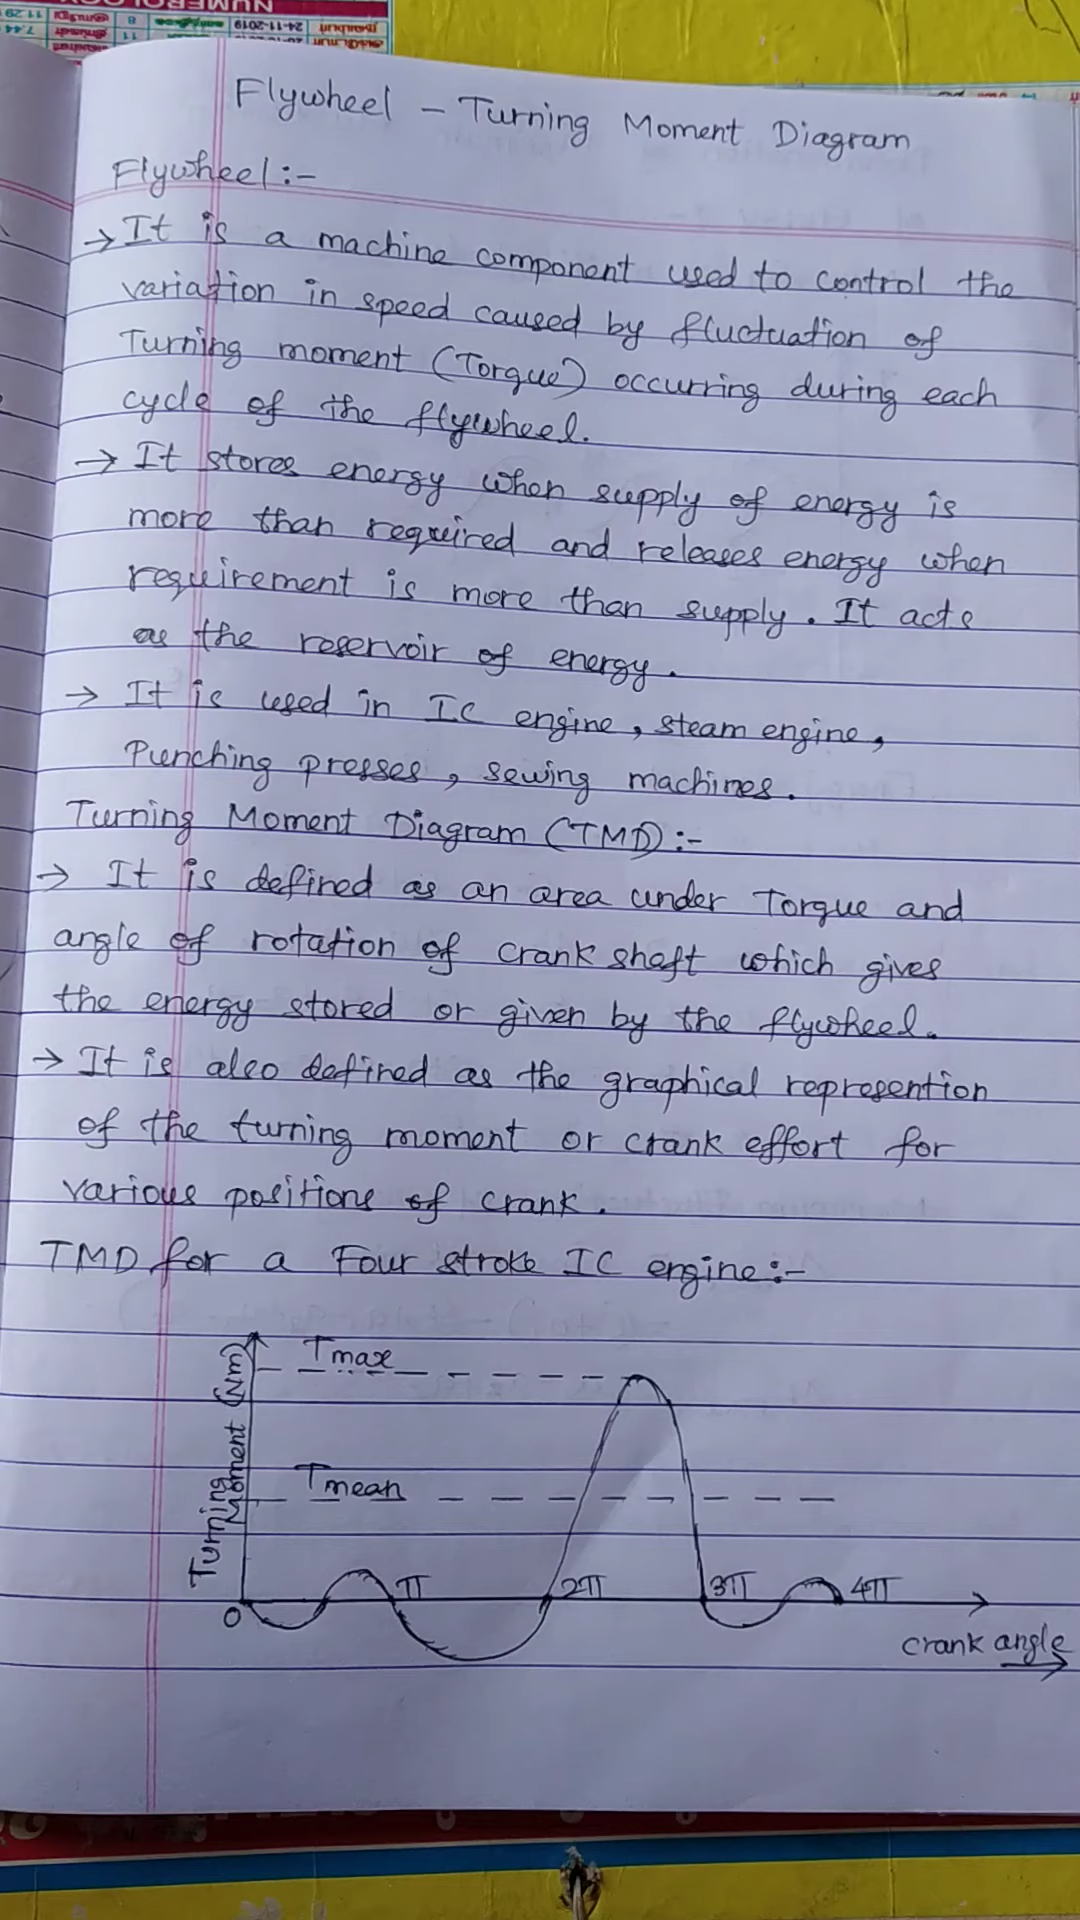 Flywheel - Turning Moment Diagram
Flywheel :-
→ It is a machine component used to control the
variation in speed caused by fluctuation of
Turning moment (Torque) occurring during each
cycle of the flywheel.
→ It stores energy when supply of energy is
more than required and releases energy when
requirement is more than supply. It acts
as the reservoir of energy.
→ It is used in IC engine, steam engine,
Punching presses, sewing machines.
Turning Moment Diagram (TMD) :-
→ It is defined as an area under Torque and
angle of rotation of crank shaft which gives
the energy stored or given by the flywheel.
→ It is also defined as the graphical represention
of the turning moment or crank effort for
various positions of crank.
TMD for a Four stroke IC engine :-
Tmax
Turning Moment (Nm)
Tmean
0 π 2π 3π 4π
crank angle
24-11-2019